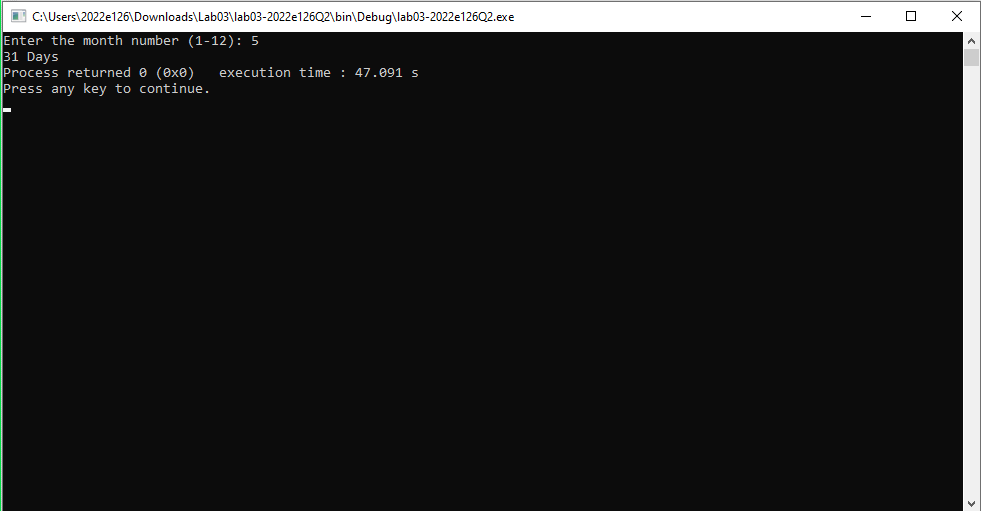 C:\Users\2022e126\Downloads\Lab03\lab03-2022e126Q2\bin\Debug\lab03-2022e126Q2.exe
Enter the month number (1-12): 5
31 Days
Process returned 0 (0x0)   execution time : 47.091 s
Press any key to continue.